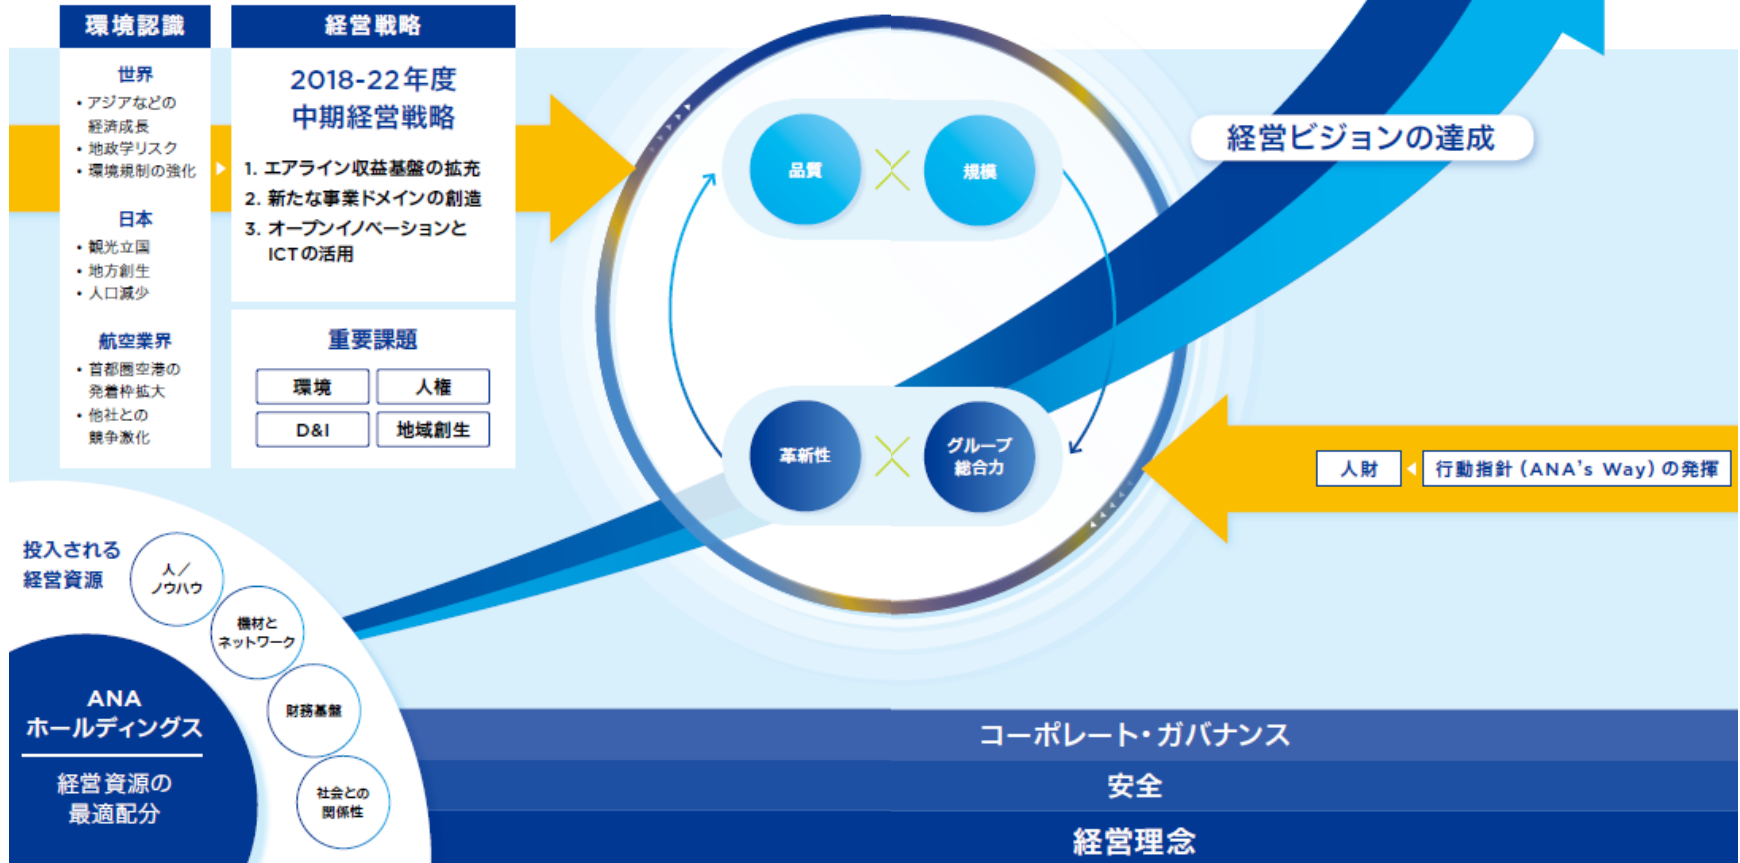 環境認識
世界
・アジアなどの
経済成長
・地政学リスク
・環境規制の強化
日本
・観光立国
・地方創生
・人口減少
航空業界
・首都圏空港の
発着枠拡大
・他社との
競争激化
経営戦略
2018-22年度
中期経営戦略
1. エアライン収益基盤の拡充
2. 新たな事業ドメインの創造
3. オープンイノベーションと
ICTの活用
重要課題
環境
人権
D&I
地域創生
品質
規模
革新性
グループ
総合力
経営ビジョンの達成
人財
行動指針（ANA's Way）の発揮
投入される
経営資源
人／
ノウハウ
機材と
ネットワーク
財務基盤
社会との
関係性
ANA
ホールディングス
経営資源の
最適配分
コーポレート・ガバナンス
安全
経営理念